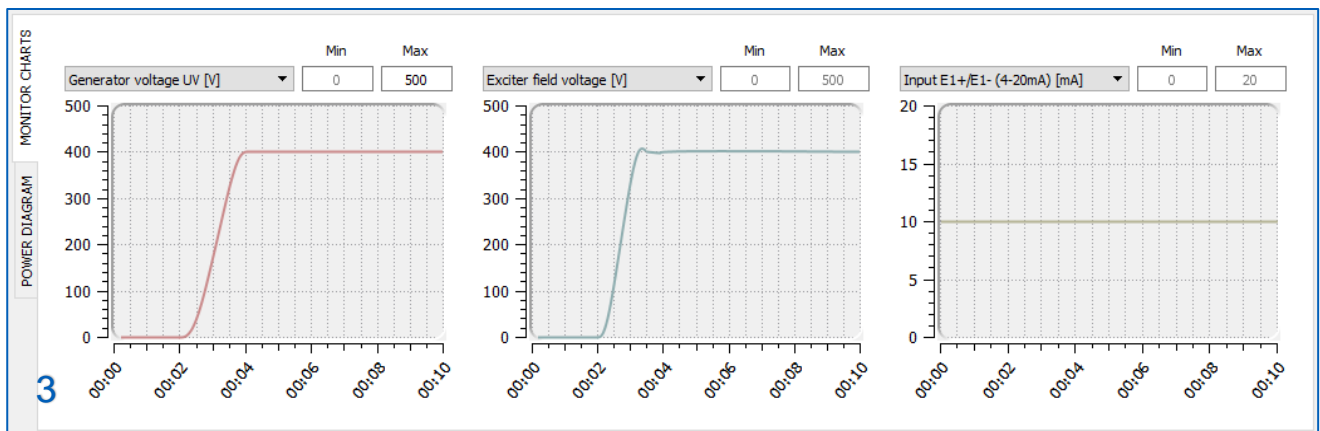 MONITOR CHARTS
POWER DIAGRAM
Min Max
Generator voltage UV [V] 0 500
500
400
300
200
100
0
00:00 00:02 00:04 00:06 00:08 00:10
Min Max
Exciter field voltage [V] 0 500
500
400
300
200
100
0
00:00 00:02 00:04 00:06 00:08 00:10
Min Max
Input E1+/E1- (4-20mA) [mA] 0 20
20
15
10
5
0
00:00 00:02 00:04 00:06 00:08 00:10
3